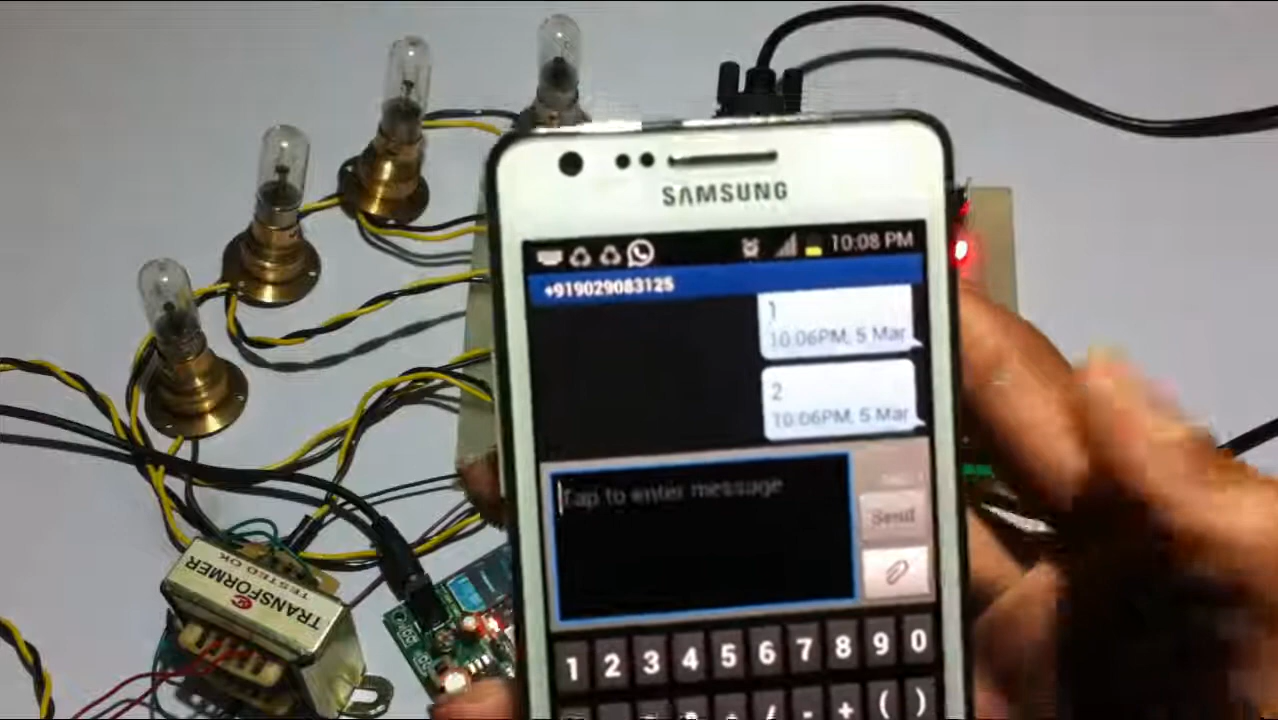 SAMSUNG
10:08 PM
+919029083125
1
10:06PM, 5 Mar
2
10:06PM, 5 Mar
Tap to enter message
Send
1 2 3 4 5 6 7 8 9 0
- + ( )
TRANSFORMER
TESTED OK